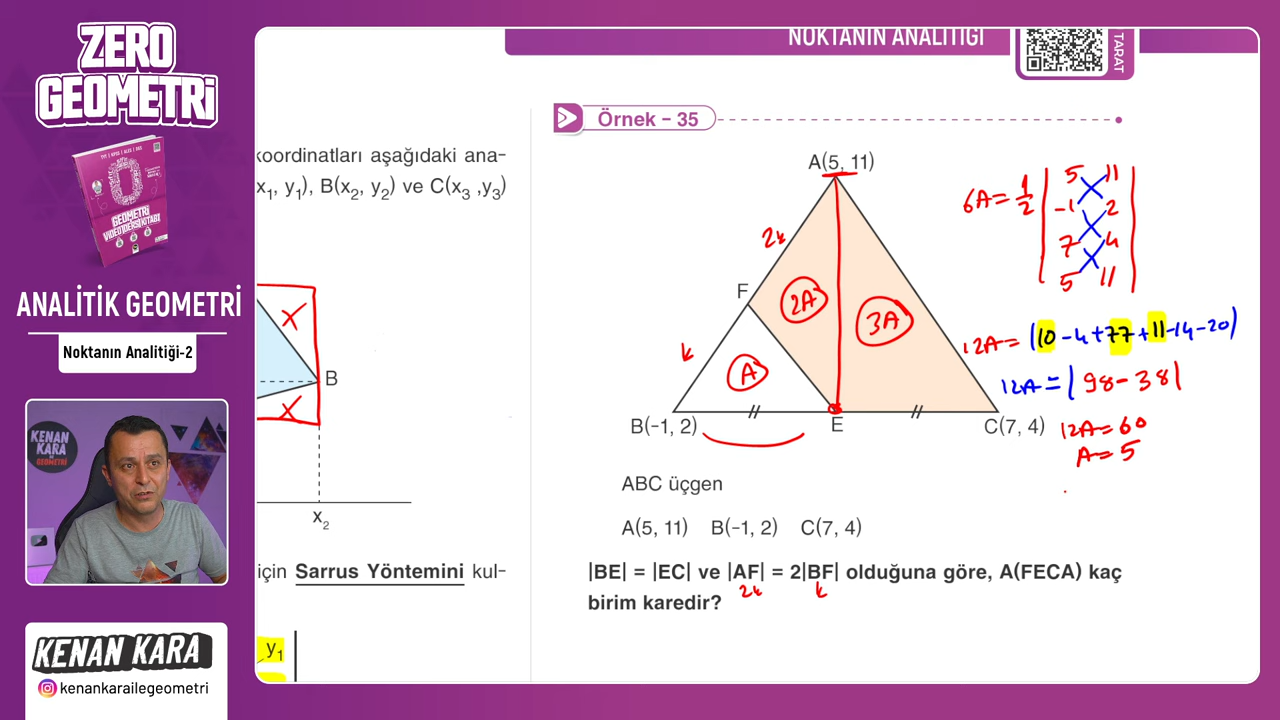 ZERO
GEOMETRİ
GEOMETRİ
VİDEO DERS KİTABI
ANALİTİK GEOMETRİ
Noktanın Analitiği-2
KENAN
KARA
GEOMETRİ
KENAN KARA
kenankarailegeometri
koordinatları aşağıdaki ana-
x₁, y₁), B(x₂, y₂) ve C(x₃ ,y₃)
X
B
X
x₂
için Sarrus Yöntemini kul-
y₁
NOKTANIN ANALİTİĞİ
TARAT
Örnek – 35
A(5, 11)
2k
F
2A
3A
k
A
B(–1, 2)
E
C(7, 4)
6A = 1/2
5 11
-1 2
7 4
5 11
12A = (10 - 4 + 77 + 11 - 14 - 20)
12A = |98 - 38|
12A = 60
A = 5
ABC üçgen
A(5, 11) B(–1, 2) C(7, 4)
|BE| = |EC| ve |AF| = 2|BF| olduğuna göre, A(FECA) kaç
2k k
birim karedir?